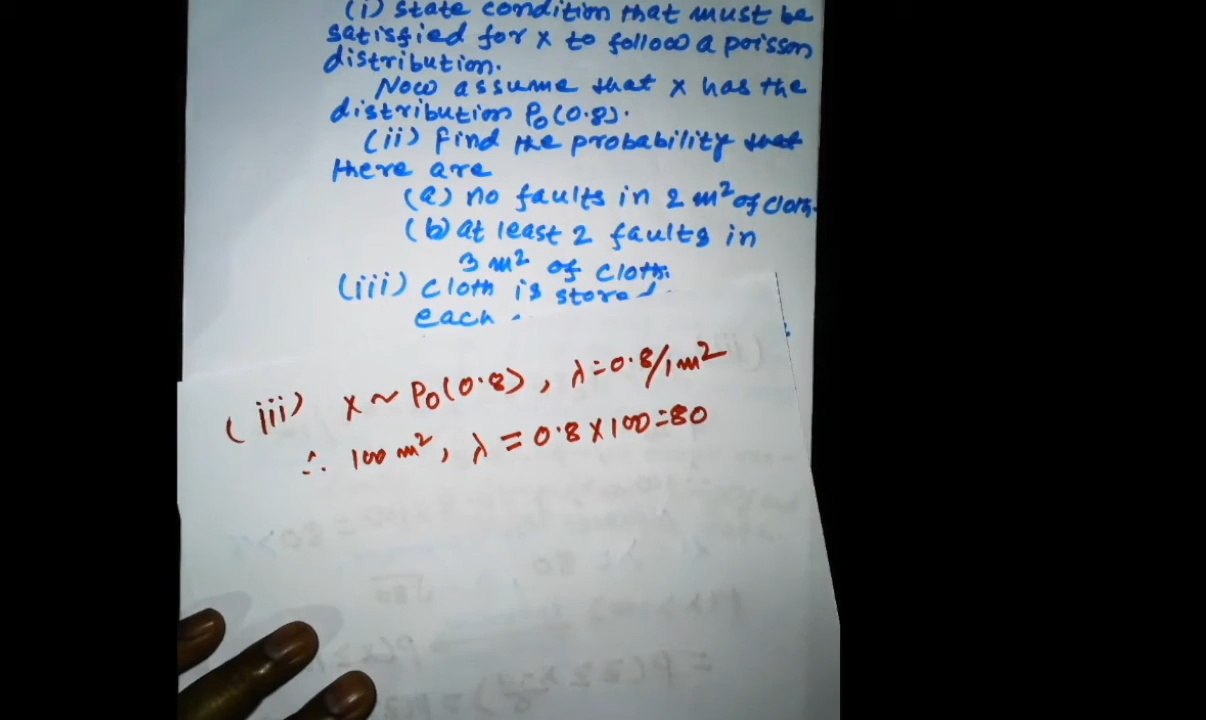 (i) state condition that must be
satisfied for x to follow a poisson
distribution.
Now assume that x has the
distribution Po(0.8).
(ii) Find the probability that
there are
(a) no faults in 2 m² of cloth.
(b) at least 2 faults in
3 m² of cloth.
(iii) cloth is stored
each
(iii) x ~ Po(0.8), λ=0.8/1m²
∴ 100 m², λ = 0.8×100=80